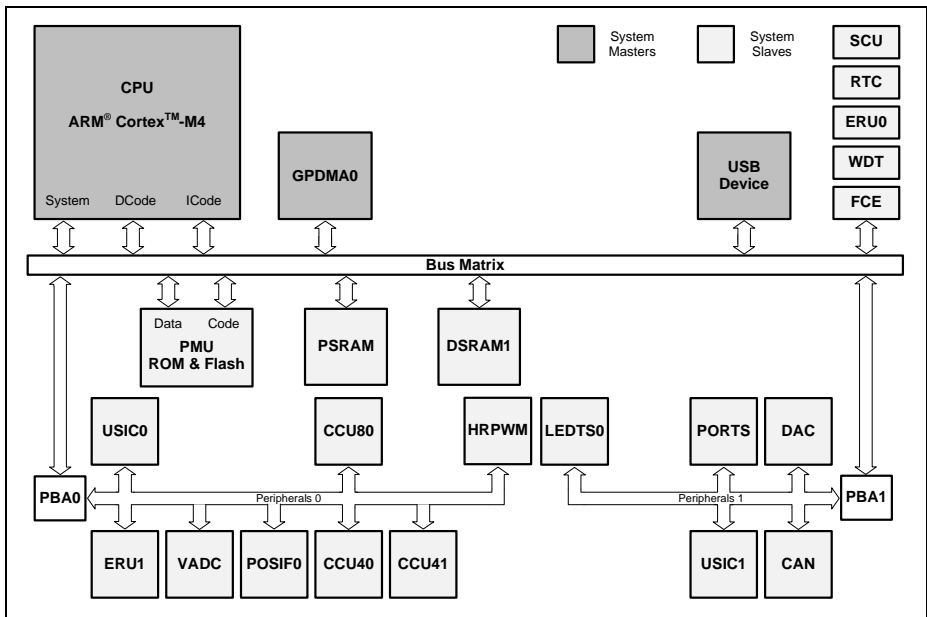 System
Masters
System
Slaves
SCU
CPU
ARM® Cortex™-M4
RTC
ERU0
GPDMA0
USB
Device
WDT
System DCode ICode
FCE
Bus Matrix
Data Code
PMU
ROM & Flash
PSRAM
DSRAM1
USIC0
CCU80
HRPWM
LEDTS0
PORTS
DAC
PBA0
Peripherals 0
Peripherals 1
PBA1
ERU1
VADC
POSIF0
CCU40
CCU41
USIC1
CAN